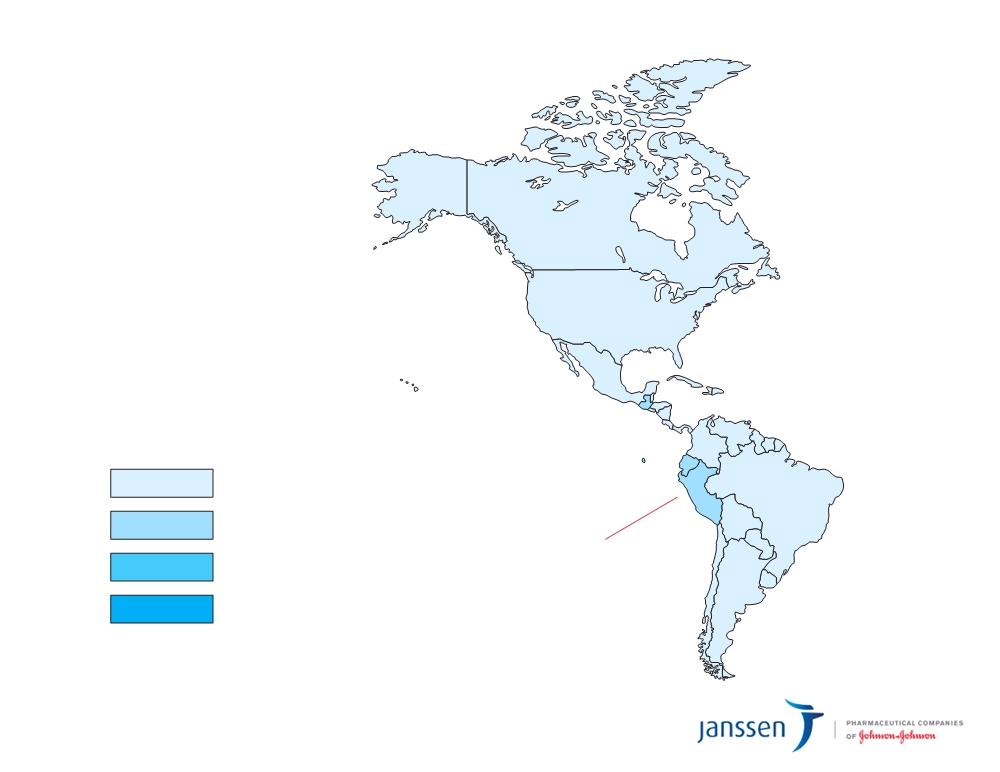 janssen
PHARMACEUTICAL COMPANIES
OF Johnson & Johnson